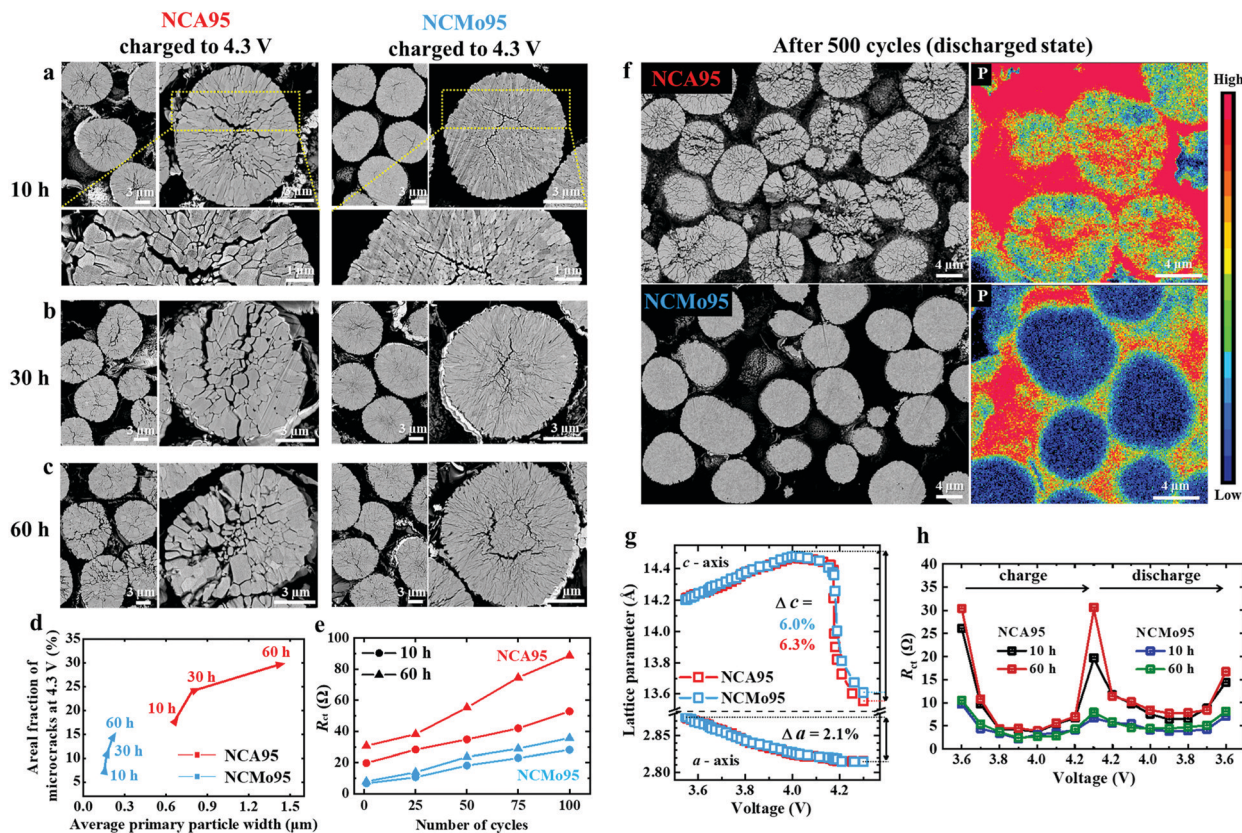 NCA95
charged to 4.3 V
NCMo95
charged to 4.3 V
a
10 h
3 μm
3 μm
3 μm
3 μm
1 μm
1 μm
b
30 h
3 μm
3 μm
3 μm
3 μm
c
60 h
3 μm
3 μm
3 μm
3 μm
After 500 cycles (discharged state)
f
NCA95
P
High
4 μm
4 μm
NCMo95
P
4 μm
4 μm
Low
d
Areal fraction of
microcracks at 4.3 V (%)
35
30
25
20
15
10
5
0
60 h
30 h
10 h
60 h
30 h
10 h
NCA95
NCMo95
0.0 0.3 0.6 0.9 1.2 1.5
Average primary particle width (μm)
e
Rct (Ω)
100
80
60
40
20
0
10 h
60 h
NCA95
NCMo95
0 25 50 75 100
Number of cycles
g
Lattice parameter (Å)
14.4
14.2
13.8
13.6
2.85
2.80
c - axis
Δ c =
6.0%
6.3%
NCA95
NCMo95
Δ a = 2.1%
a - axis
3.6 3.8 4.0 4.2
Voltage (V)
h
Rct (Ω)
40
35
30
25
20
15
10
5
0
charge
discharge
NCA95
10 h
60 h
NCMo95
10 h
60 h
3.6 3.8 4.0 4.2 4.2 4.0 3.8 3.6
Voltage (V)